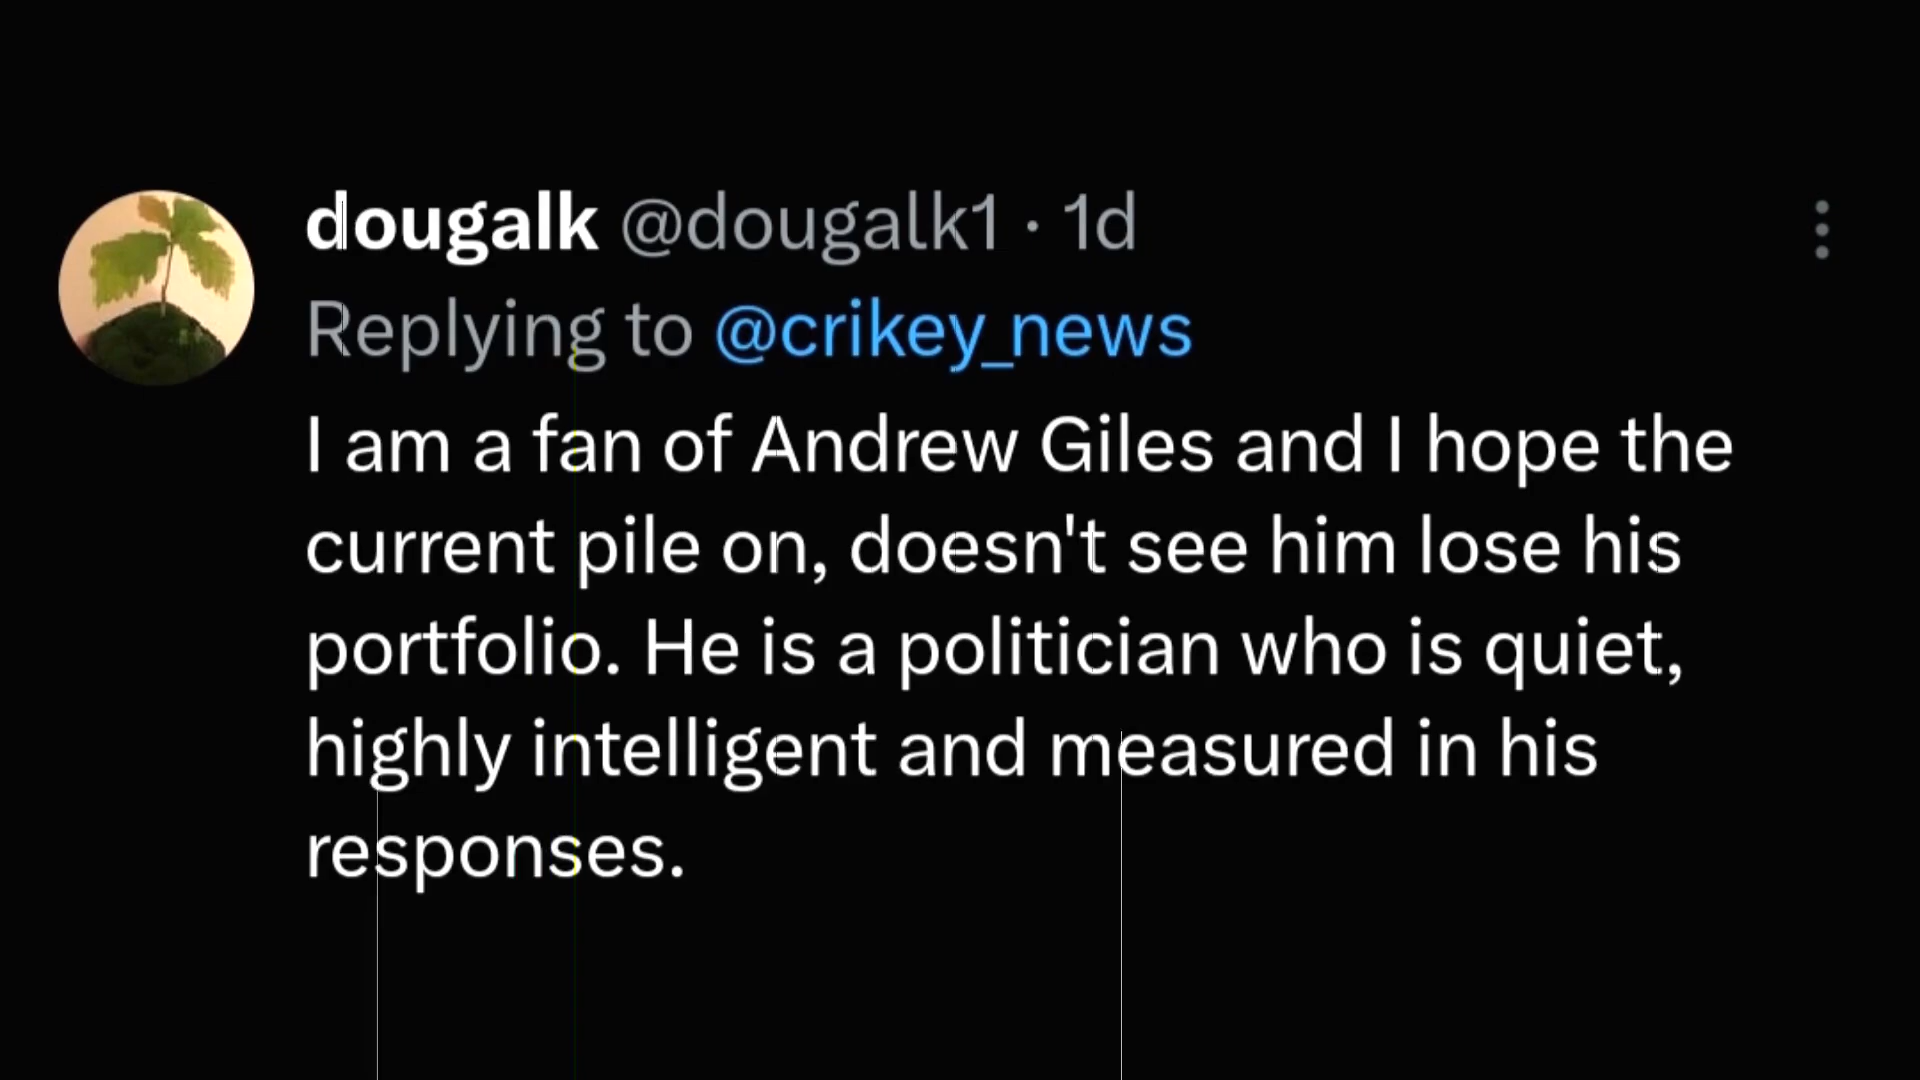 dougalk @dougalk1 · 1d
Replying to @crikey_news
I am a fan of Andrew Giles and I hope the
current pile on, doesn't see him lose his
portfolio. He is a politician who is quiet,
highly intelligent and measured in his
responses.